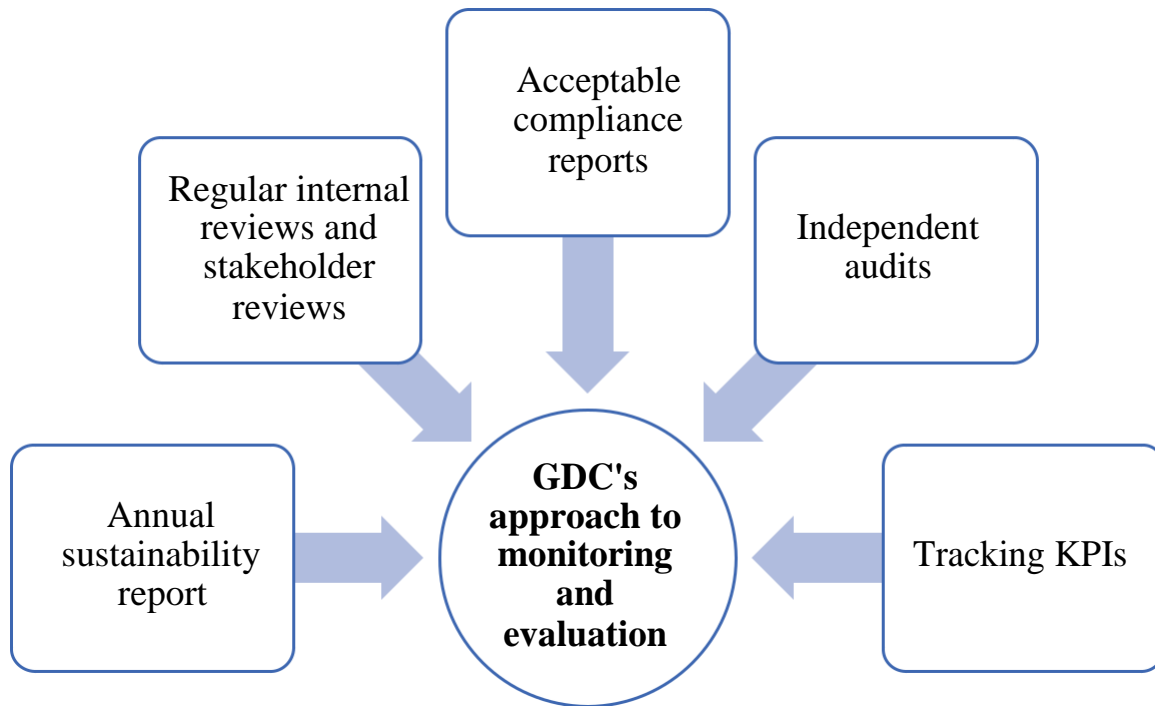 Acceptable
compliance
reports
Regular internal
reviews and
stakeholder
reviews
Independent
audits
Annual
sustainability
report
GDC's
approach to
monitoring
and
evaluation
Tracking KPIs